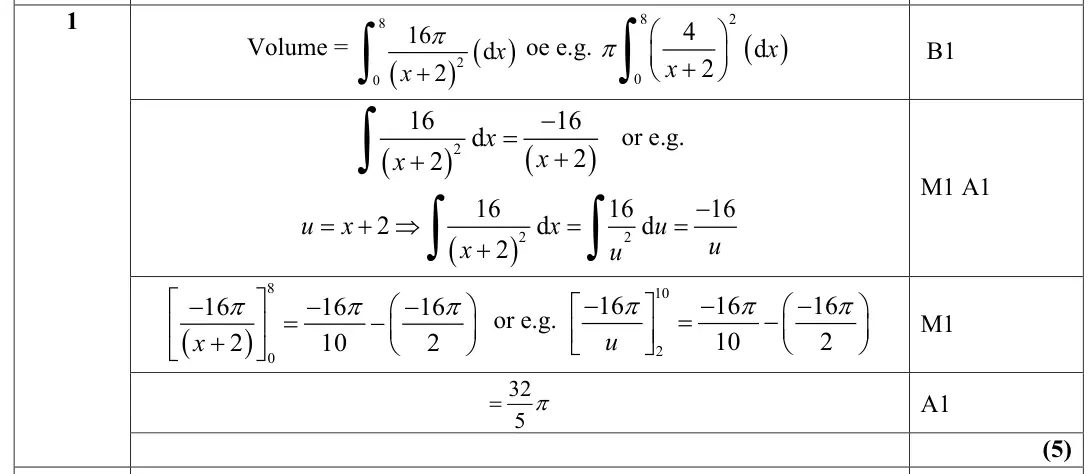 1
Volume = ∫₀⁸ 16π/(x+2)² (dx) oe e.g. π∫₀⁸ (4/(x+2))² (dx) B1
∫ 16/(x+2)² dx = −16/(x+2) or e.g.
M1 A1
u = x+2 ⇒ ∫ 16/(x+2)² dx = ∫ 16/u² du = −16/u
[−16π/(x+2)]₀⁸ = −16π/10 − (−16π/2) or e.g. [−16π/u]₂¹⁰ = −16π/10 − (−16π/2) M1
= 32/5 π A1
(5)